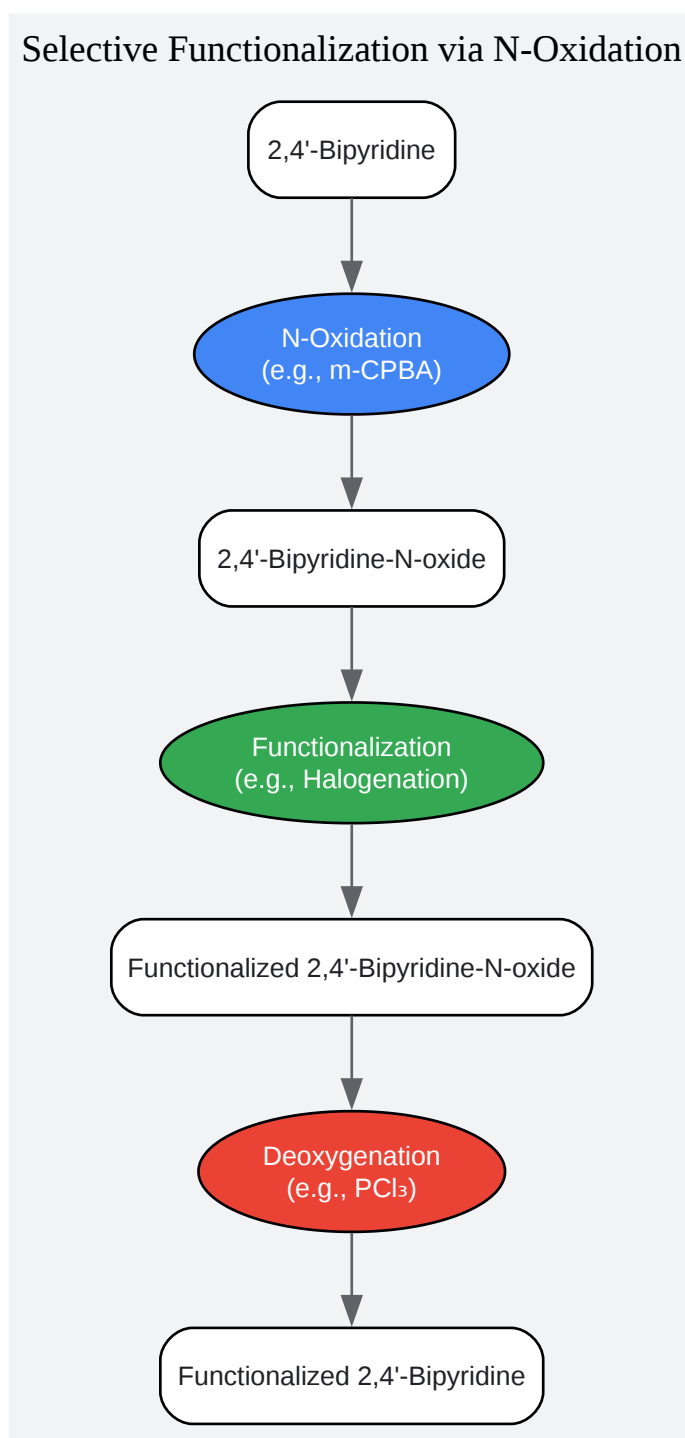 Selective Functionalization via N-Oxidation
2,4'-Bipyridine
N-Oxidation
(e.g., m-CPBA)
2,4'-Bipyridine-N-oxide
Functionalization
(e.g., Halogenation)
Functionalized 2,4'-Bipyridine-N-oxide
Deoxygenation
(e.g., PCl₃)
Functionalized 2,4'-Bipyridine